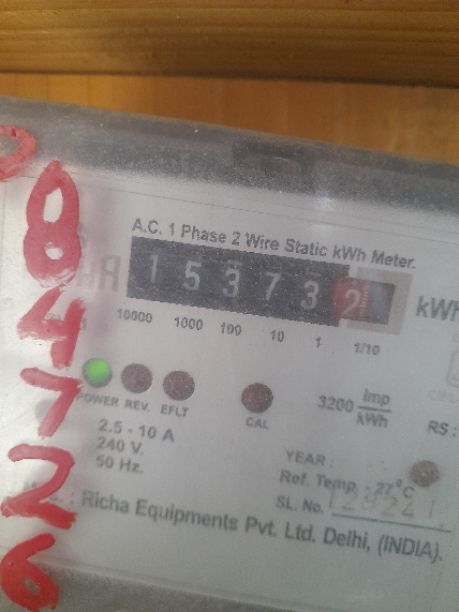 A.C. 1 Phase 2 Wire Static kWh Meter.
1 5 3 7 3 2 kWh
10000 1000 100 10 1 1/10
POWER REV. EFLT CAL
3200 Imp/kWh
RS:
2.5 - 10 A
240 V.
50 Hz.
YEAR:
Ref. Temp. - 27°C
SL. No.
Richa Equipments Pvt. Ltd. Delhi, (INDIA).
0
8
4
7
2
6